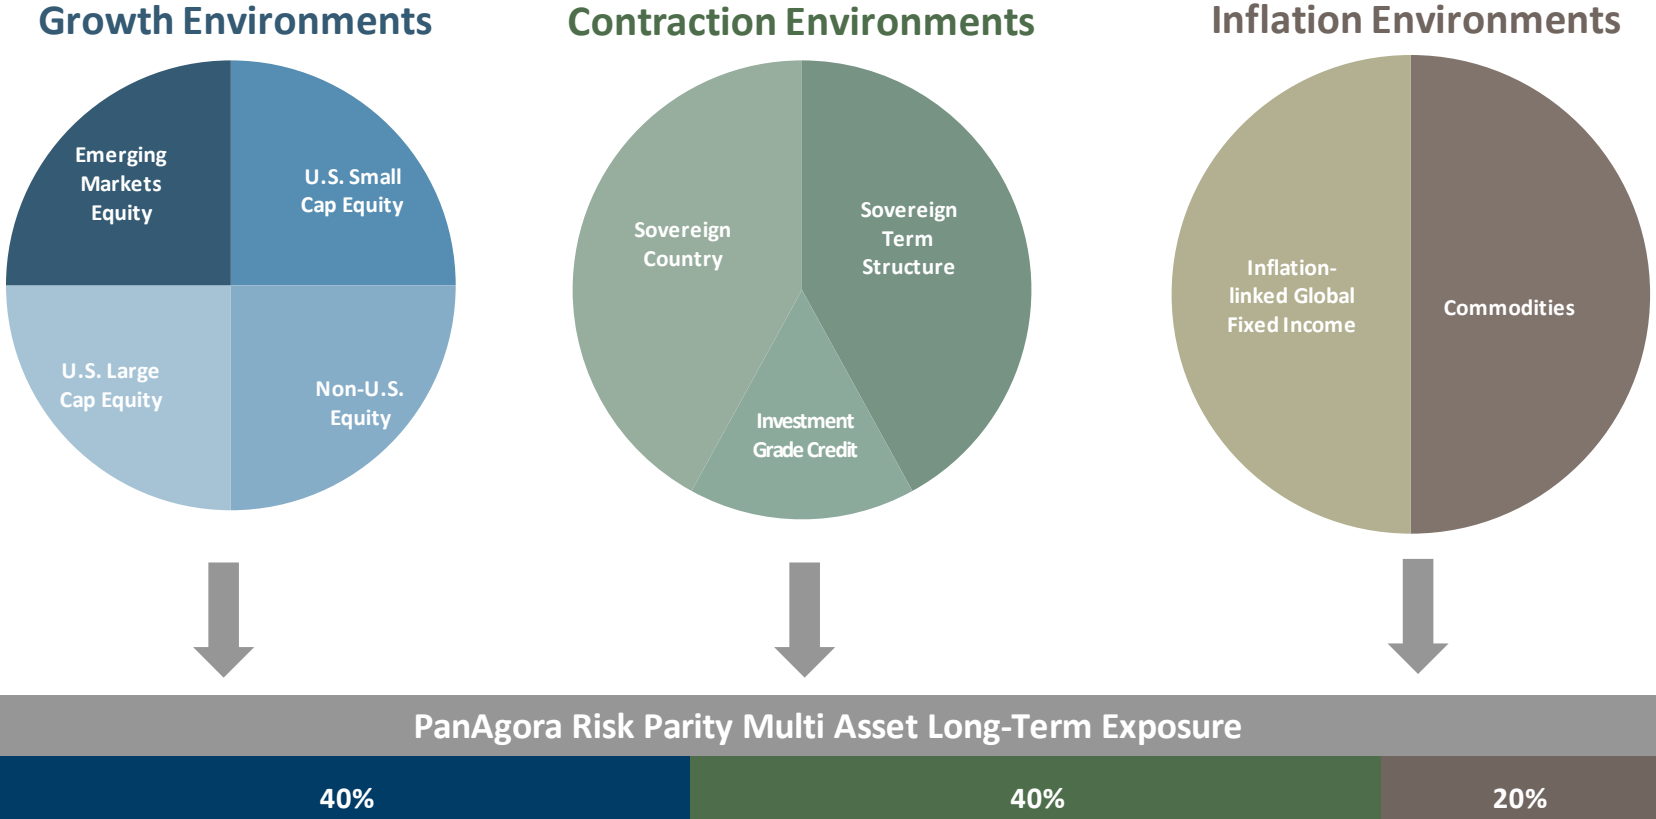 Growth Environments
Contraction Environments
Inflation Environments
Emerging
Markets
Equity
U.S. Small
Cap Equity
U.S. Large
Cap Equity
Non-U.S.
Equity
Sovereign
Country
Sovereign
Term
Structure
Investment
Grade Credit
Inflation-
linked Global
Fixed Income
Commodities
PanAgora Risk Parity Multi Asset Long-Term Exposure
40%
40%
20%